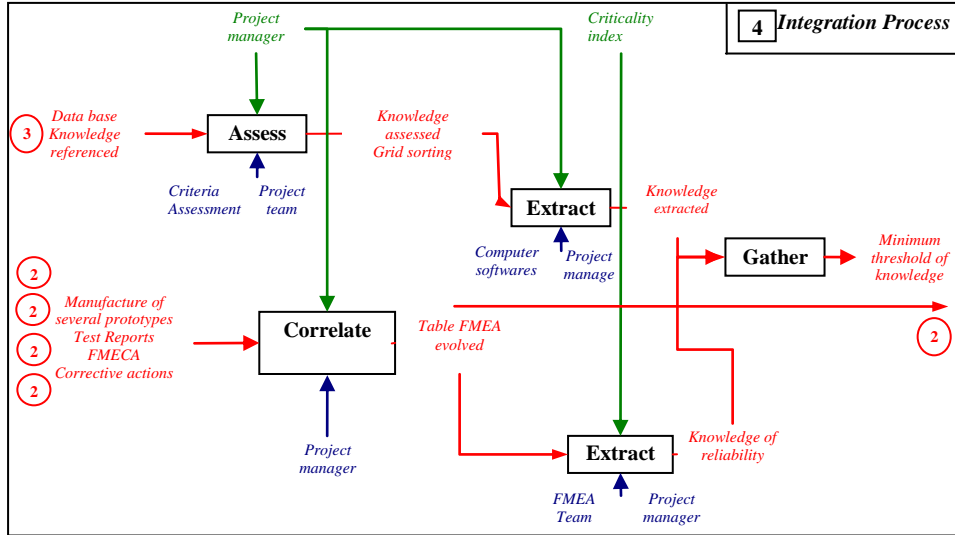 Project
manager
Criticality
index
4 Integration Process
3
Data base
Knowledge
referenced
Assess
Knowledge
assessed
Grid sorting
Criteria
Assessment
Project
team
Extract
Knowledge
extracted
Computer
softwares
Project
manage
Gather
Minimum
threshold of
knowledge
2
2
2
2
Manufacture of
several prototypes
Test Reports
FMECA
Corrective actions
Correlate
Table FMEA
evolved
2
Project
manager
Extract
Knowledge of
reliability
FMEA
Team
Project
manager